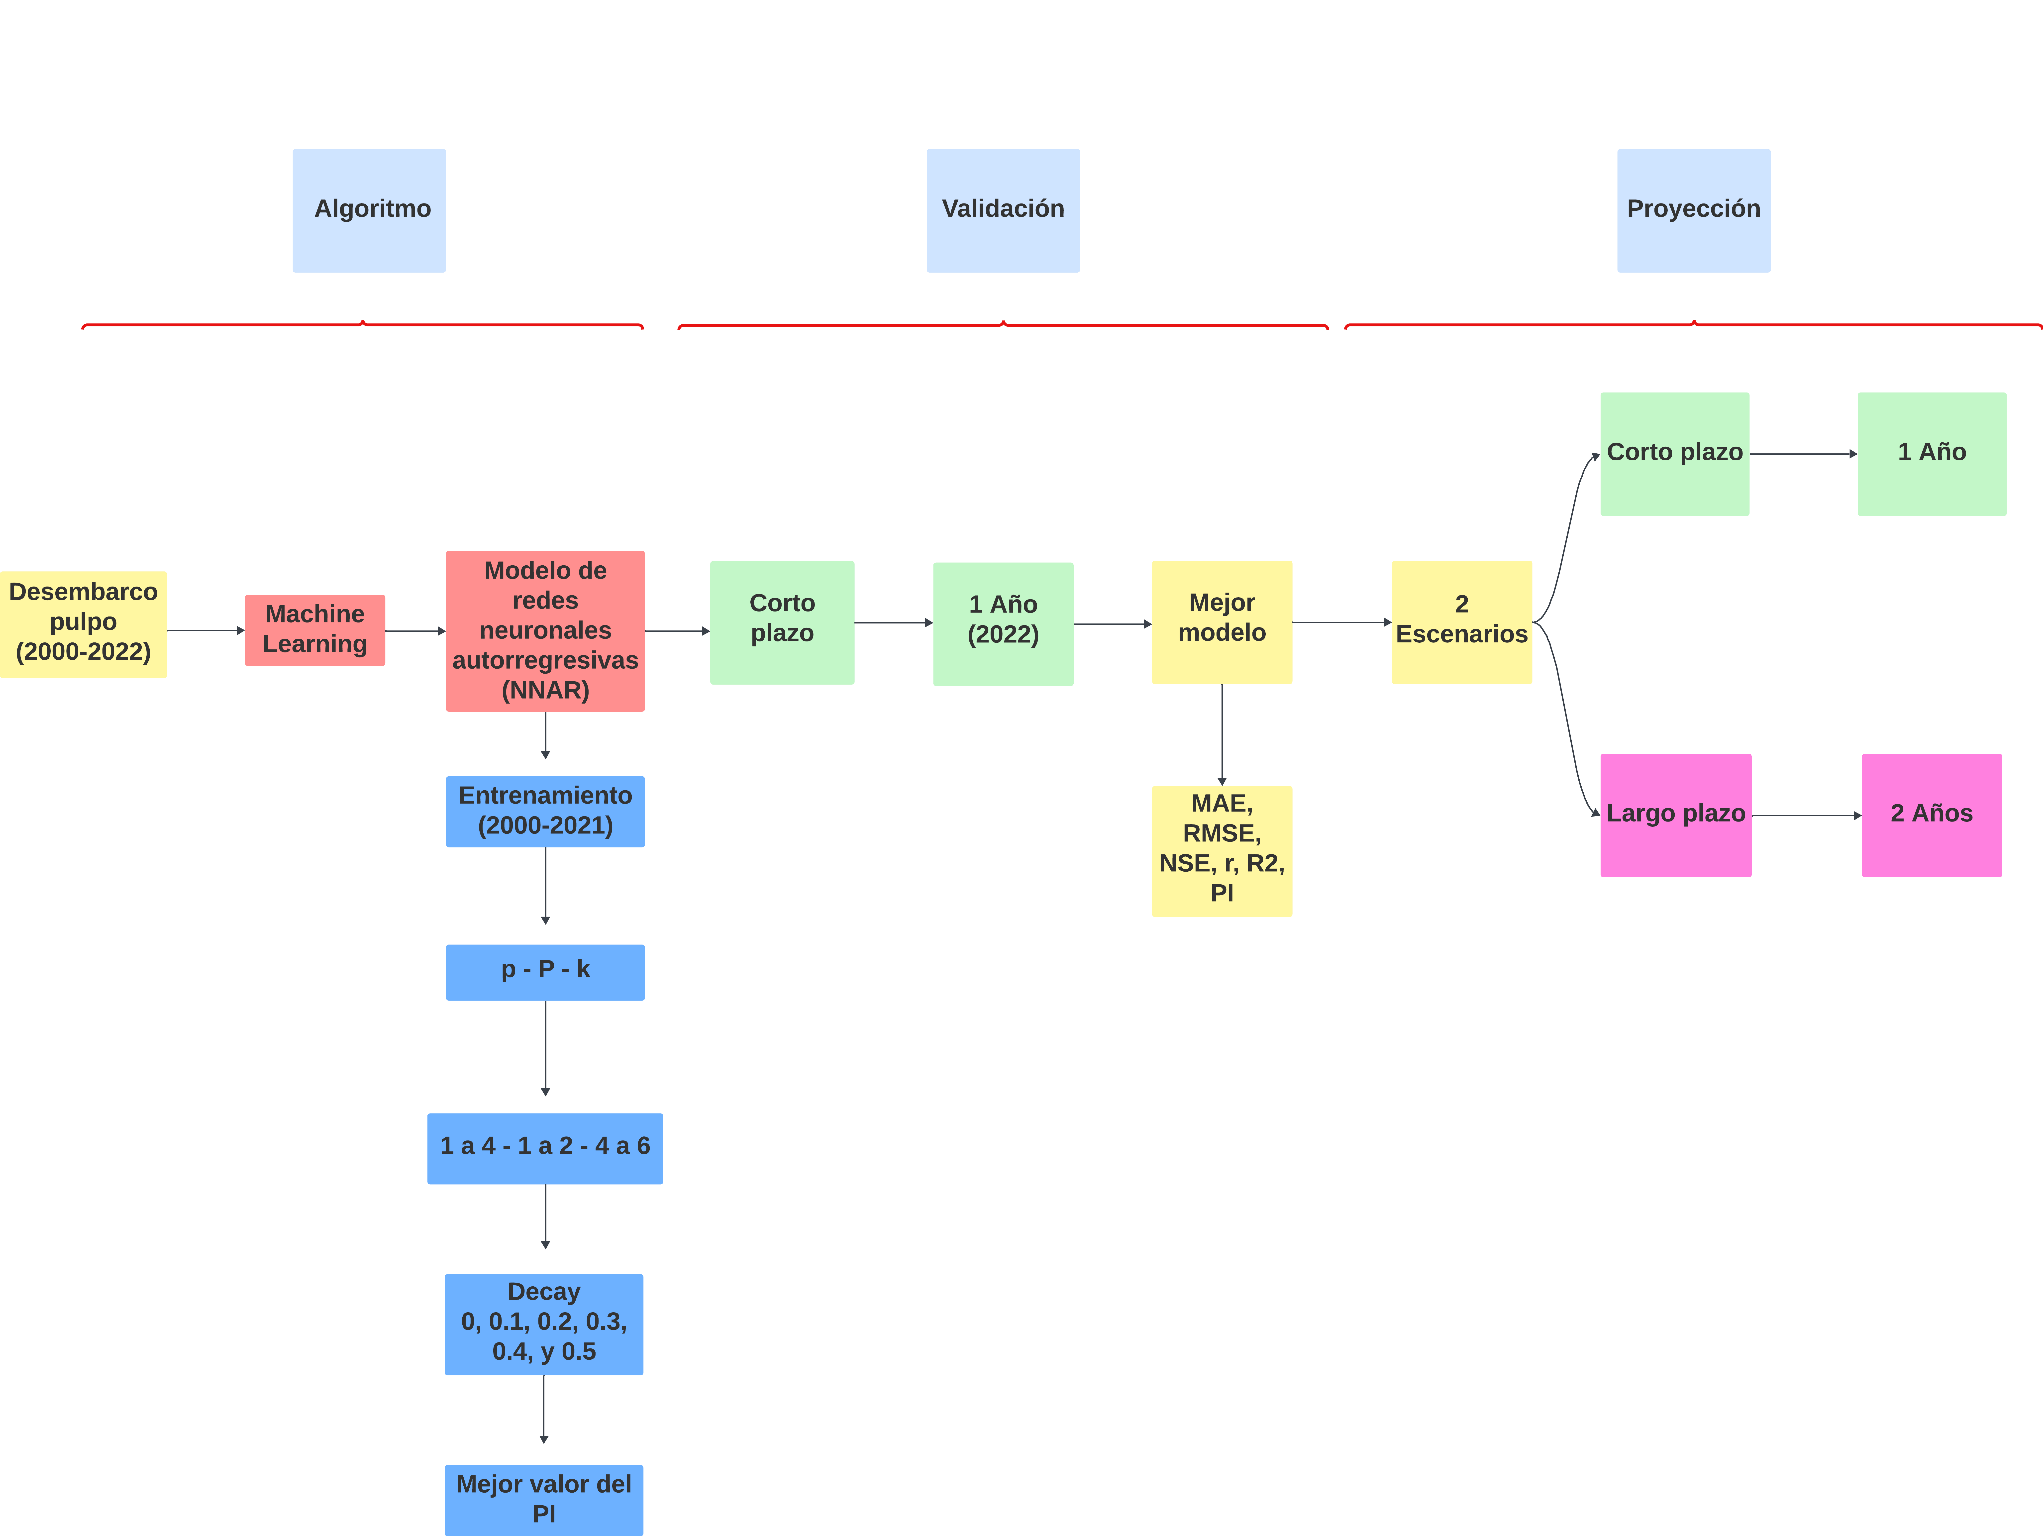 Algoritmo
Validación
Proyección
Desembarco
pulpo
(2000-2022)
Machine
Learning
Modelo de
redes
neuronales
autorregresivas
(NNAR)
Entrenamiento
(2000-2021)
p - P - k
1 a 4 - 1 a 2 - 4 a 6
Decay
0, 0.1, 0.2, 0.3,
0.4, y 0.5
Mejor valor del
PI
Corto
plazo
1 Año
(2022)
Mejor
modelo
MAE,
RMSE,
NSE, r, R2,
PI
2
Escenarios
Corto plazo
1 Año
Largo plazo
2 Años